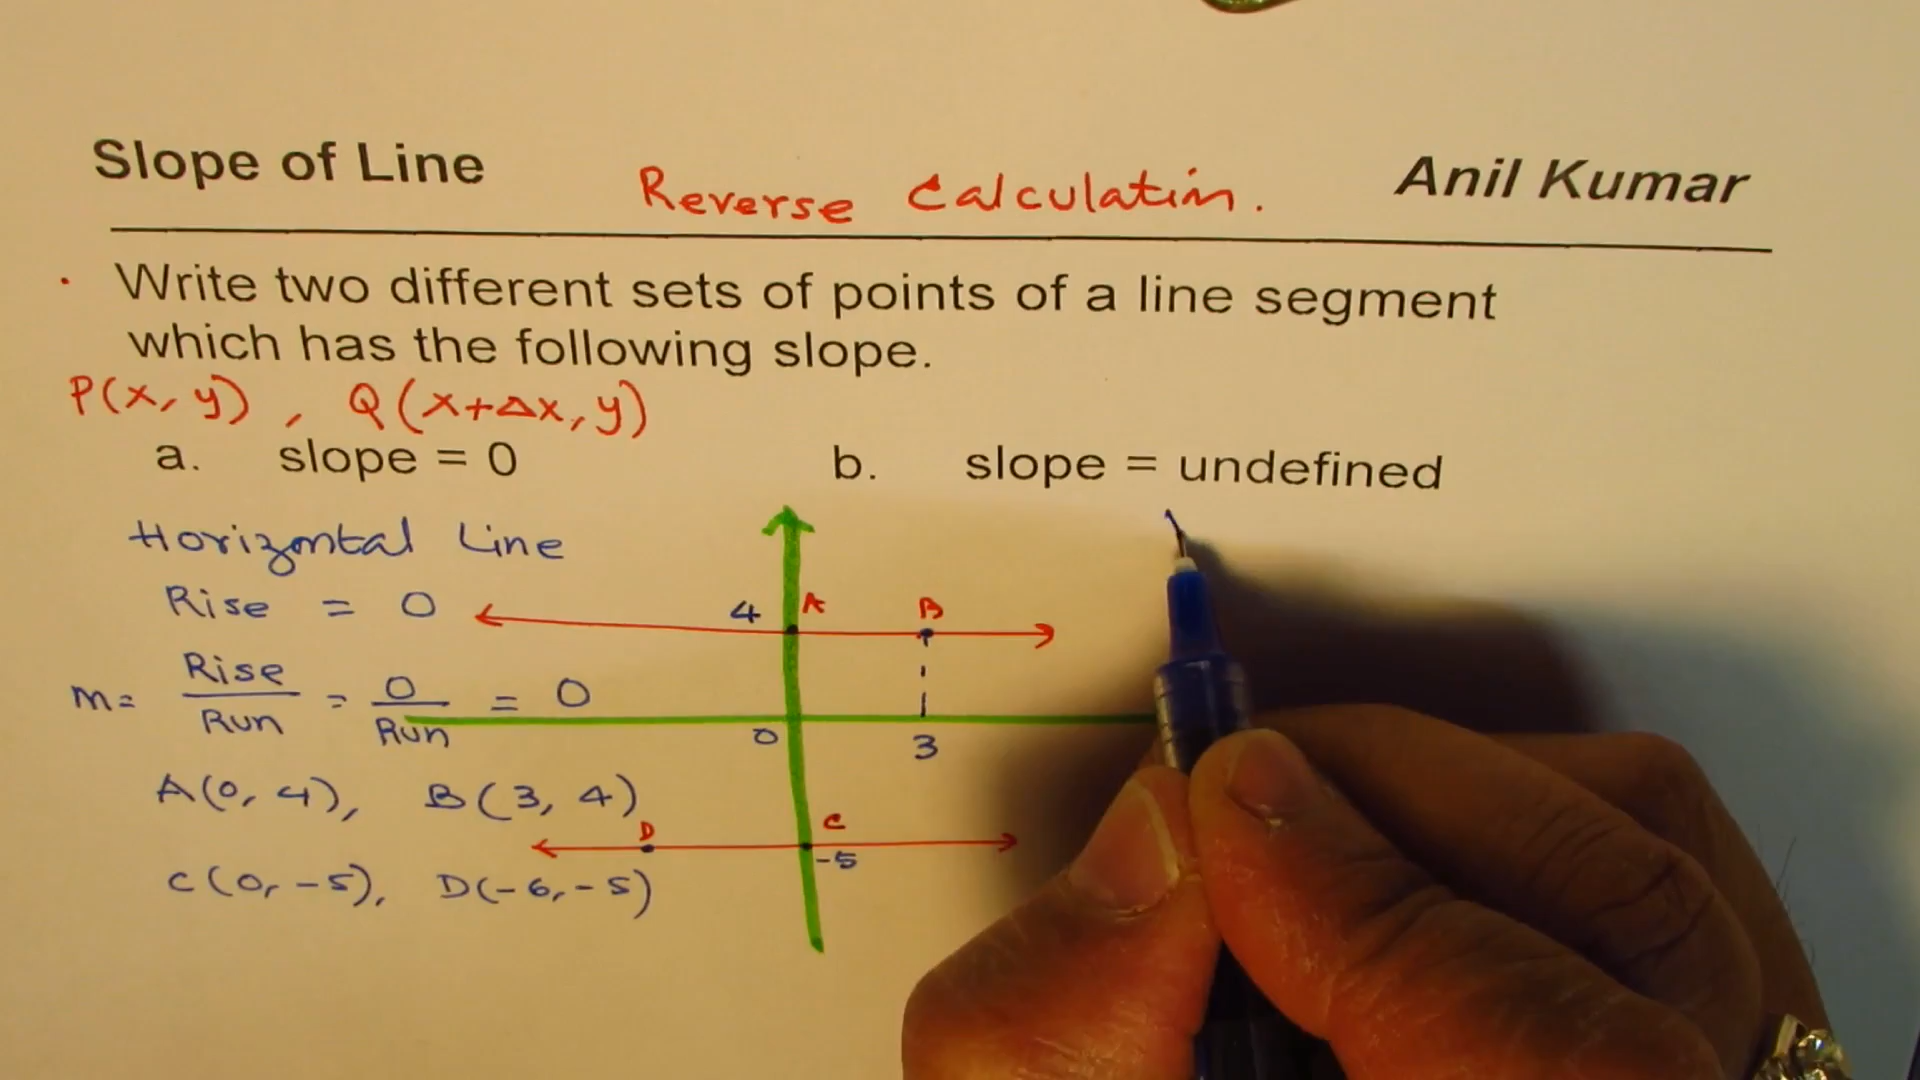 Slope of Line Reverse Calculation. Anil Kumar
Write two different sets of points of a line segment
which has the following slope.
P(x, y), Q(x+Δx, y)
a. slope = 0 b. slope = undefined
Horizontal Line
Rise = 0
4 A B
m = Rise/Run = 0/Run = 0
0 3
A(0, 4), B(3, 4)
D C
-5
C(0, -5), D(-6, -5)